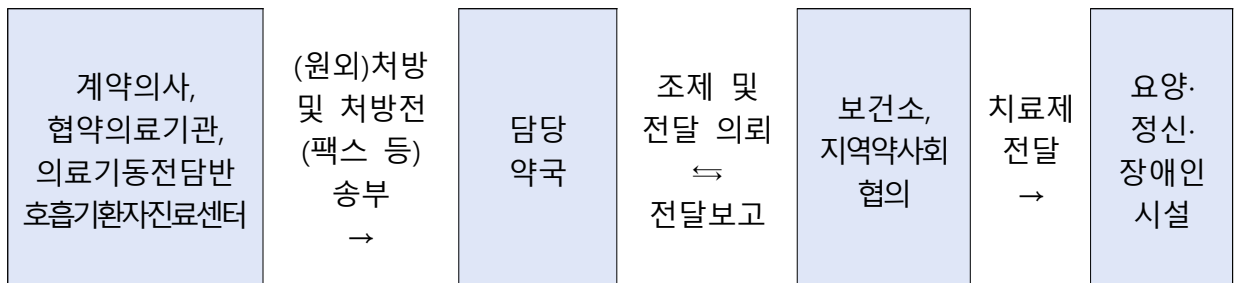 계약의사,
협약의료기관,
의료기동전담반
호흡기환자진료센터
(원외)처방
및 처방전
(팩스 등)
송부
→
담당
약국
조제 및
전달 의뢰
⇆
전달보고
보건소,
지역약사회
협의
치료제
전달
→
요양·
정신·
장애인
시설